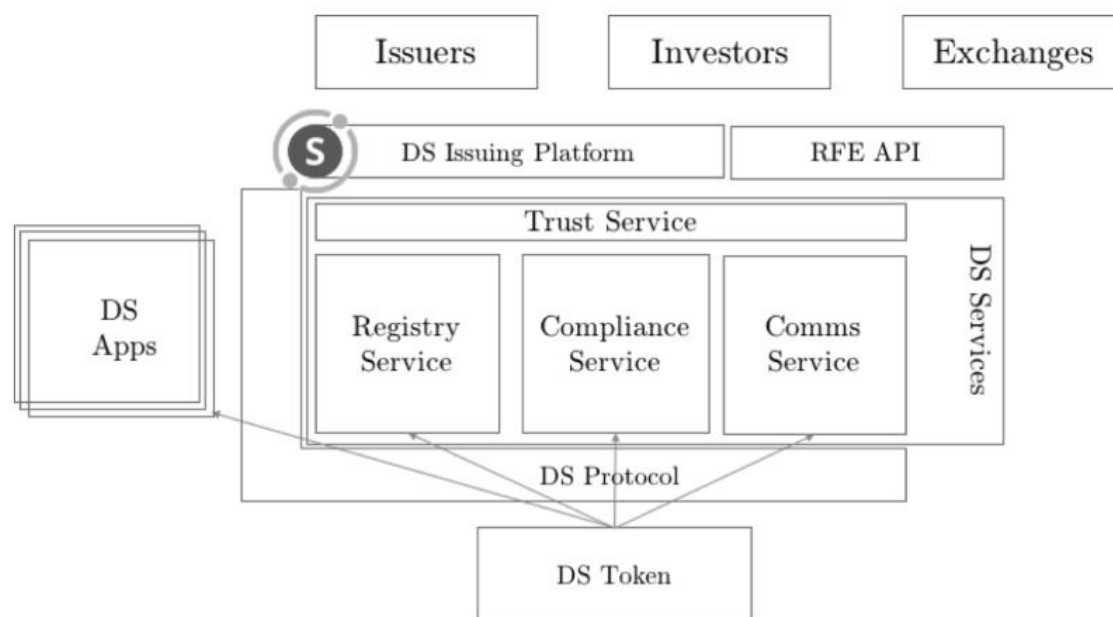 Issuers
Investors
Exchanges
S
DS Issuing Platform
RFE API
Trust Service
DS
Apps
Registry
Service
Compliance
Service
Comms
Service
DS Services
DS Protocol
DS Token